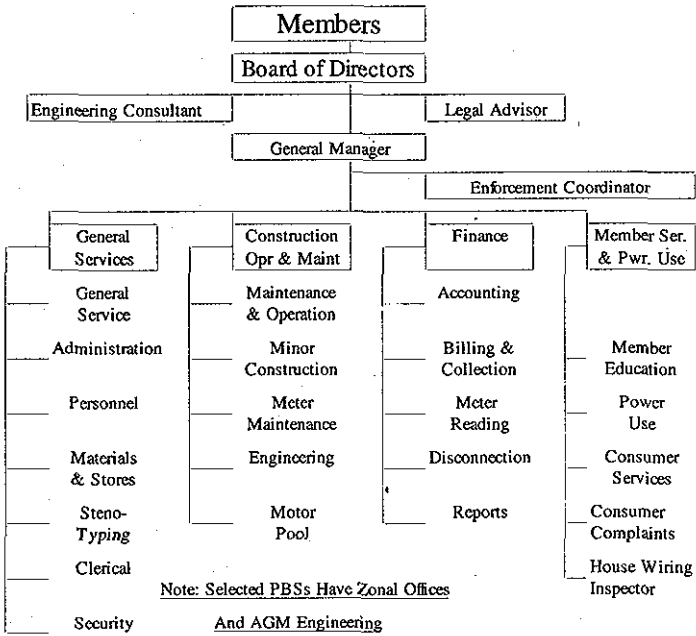 Members
Board of Directors
Engineering Consultant
Legal Advisor
General Manager
Enforcement Coordinator
General
Services
Construction
Opr & Maint
Finance
Member Ser.
& Pwr. Use
General
Service
Administration
Personnel
Materials
& Stores
Steno-
Typing
Clerical
Security
Maintenance
& Operation
Minor
Construction
Meter
Maintenance
Engineering
Motor
Pool
Accounting
Billing &
Collection
Meter
Reading
Disconnection
Reports
Member
Education
Power
Use
Consumer
Services
Consumer
Complaints
House Wiring
Inspector
Note: Selected PBSs Have Zonal Offices
And AGM Engineering